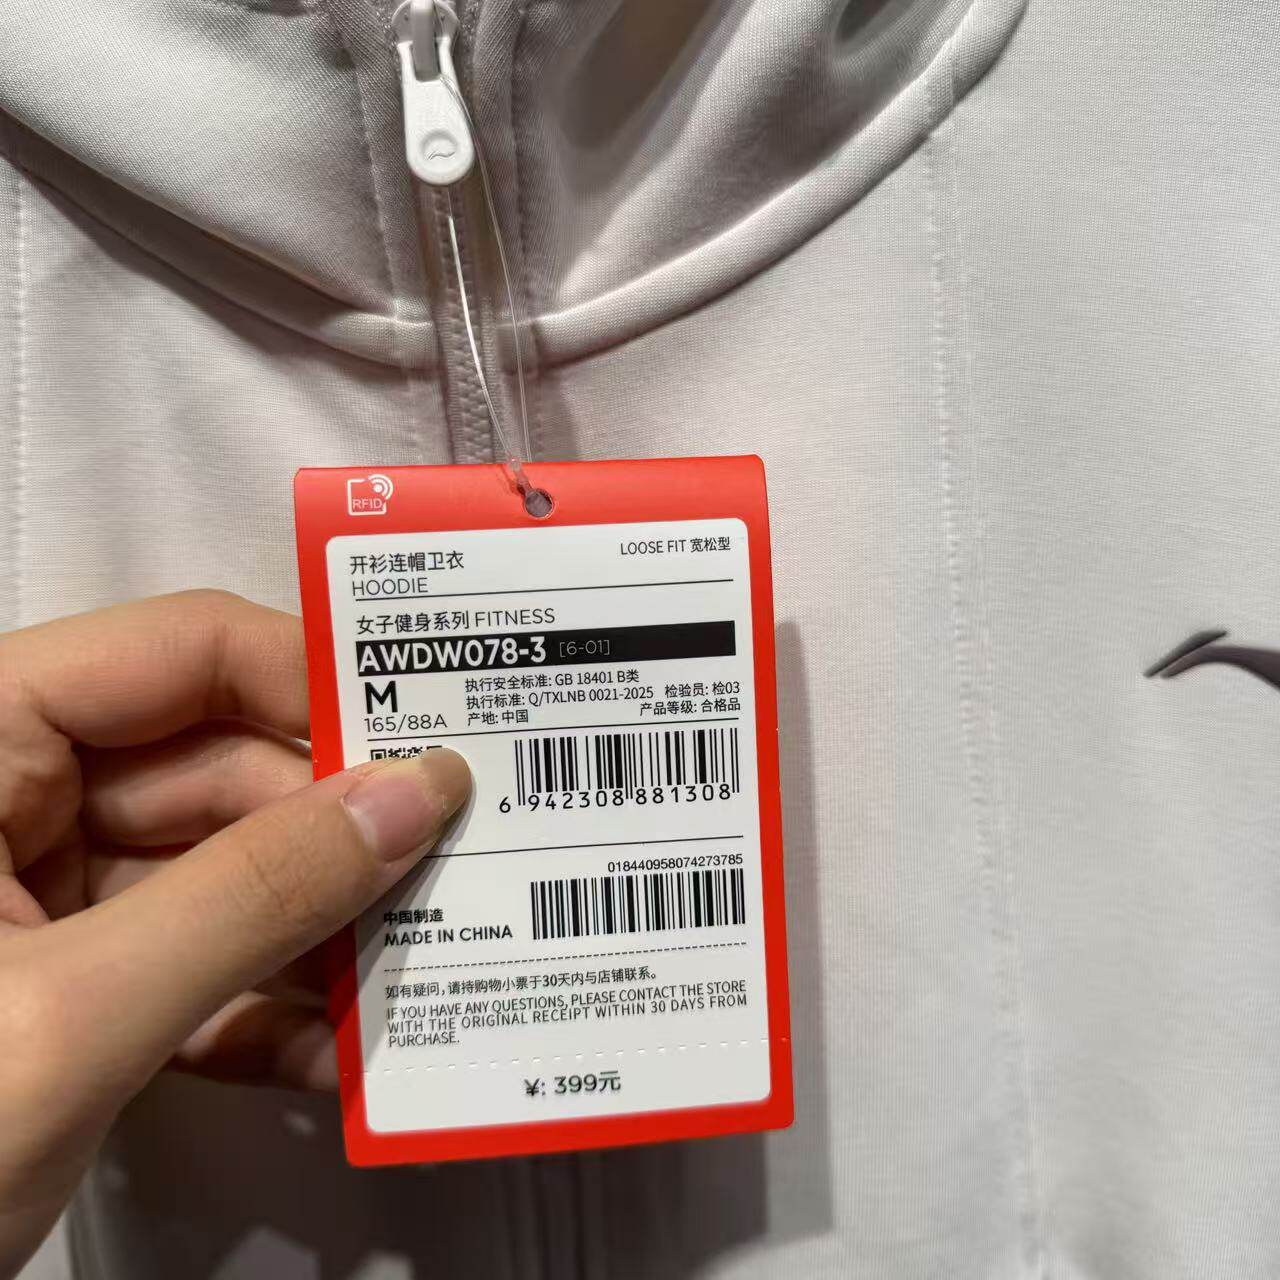 RFID
开衫连帽卫衣
LOOSE FIT 宽松型
HOODIE
女子健身系列 FITNESS
AWDW078-3 [6-01]
M
165/88A
执行安全标准: GB 18401 B类
执行标准: Q/TXLNB 0021-2025 检验员: 检03
产地: 中国 产品等级: 合格品
6 942308 881308
018440958074273785
中国制造
MADE IN CHINA
如有疑问,请持购物小票于30天内与店铺联系。
IF YOU HAVE ANY QUESTIONS, PLEASE CONTACT THE STORE
WITH THE ORIGINAL RECEIPT WITHIN 30 DAYS FROM
PURCHASE.
¥: 399元